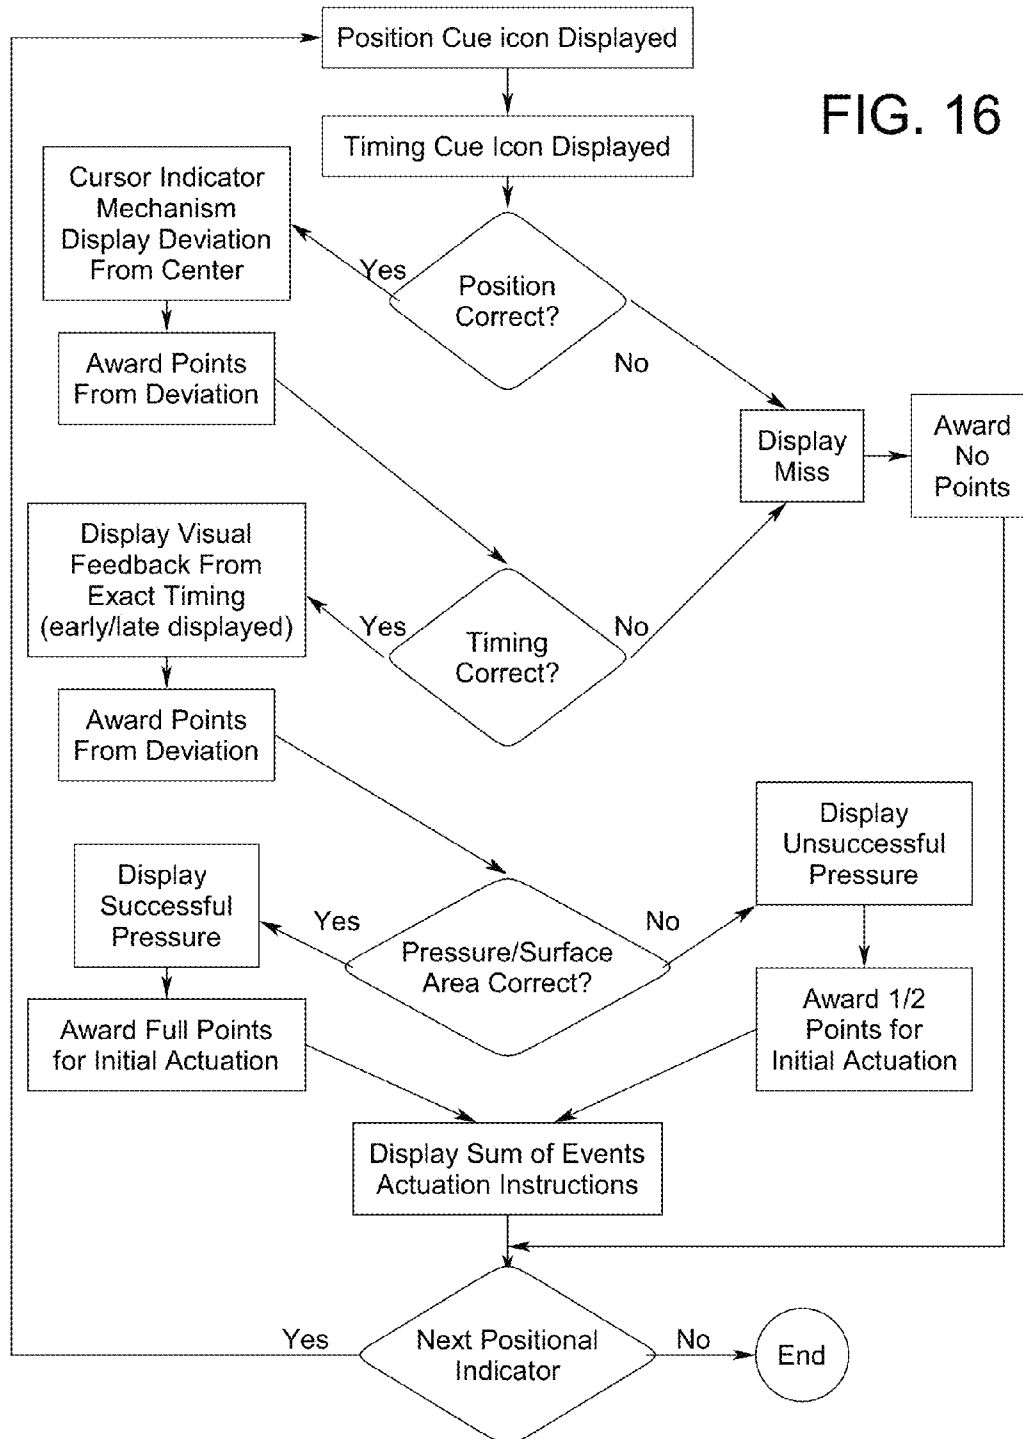 Position Cue icon Displayed
FIG. 16
Timing Cue Icon Displayed
Cursor Indicator
Mechanism
Display Deviation
From Center
Yes
Position
Correct?
No
Award Points
From Deviation
Display
Miss
Award
No
Points
Display Visual
Feedback From
Exact Timing
(early/late displayed)
Yes
Timing
Correct?
No
Award Points
From Deviation
Display
Unsuccessful
Pressure
Display
Successful
Pressure
Yes
Pressure/Surface
Area Correct?
No
Award Full Points
for Initial Actuation
Award 1/2
Points for
Initial Actuation
Display Sum of Events
Actuation Instructions
Yes
Next Positional
Indicator
No
End